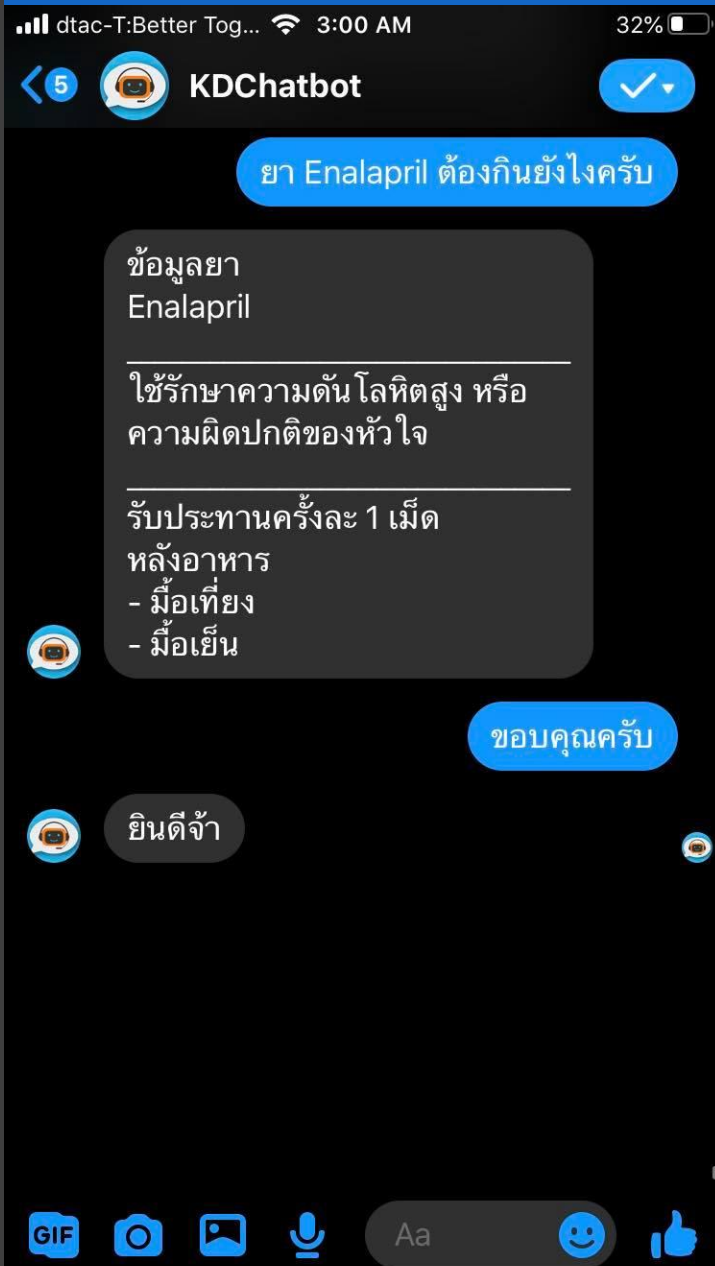 dtac-T:Better Tog... 3:00 AM 32%
5 KDChatbot
ยา Enalapril ต้องกินยังไงครับ
ข้อมูลยา
Enalapril
ใช้รักษาความดันโลหิตสูง หรือ
ความผิดปกติของหัวใจ
รับประทานครั้งละ 1 เม็ด
หลังอาหาร
- มื้อเที่ยง
- มื้อเย็น
ขอบคุณครับ
ยินดีจ้า
GIF Aa